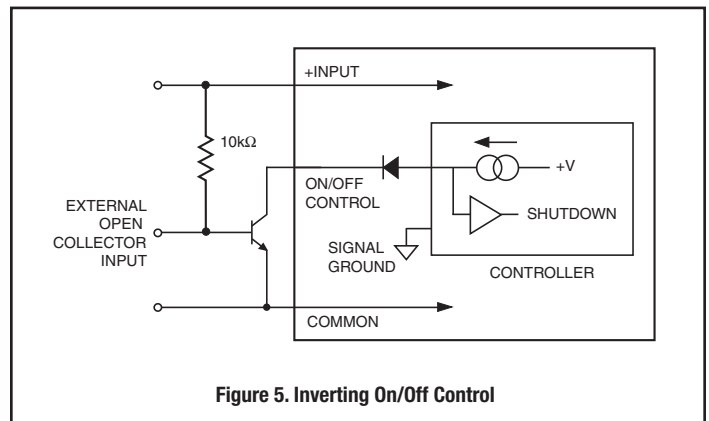 +INPUT
10kΩ
+V
ON/OFF
CONTROL
EXTERNAL
OPEN
COLLECTOR
INPUT
SHUTDOWN
SIGNAL
GROUND
CONTROLLER
COMMON
Figure 5. Inverting On/Off Control